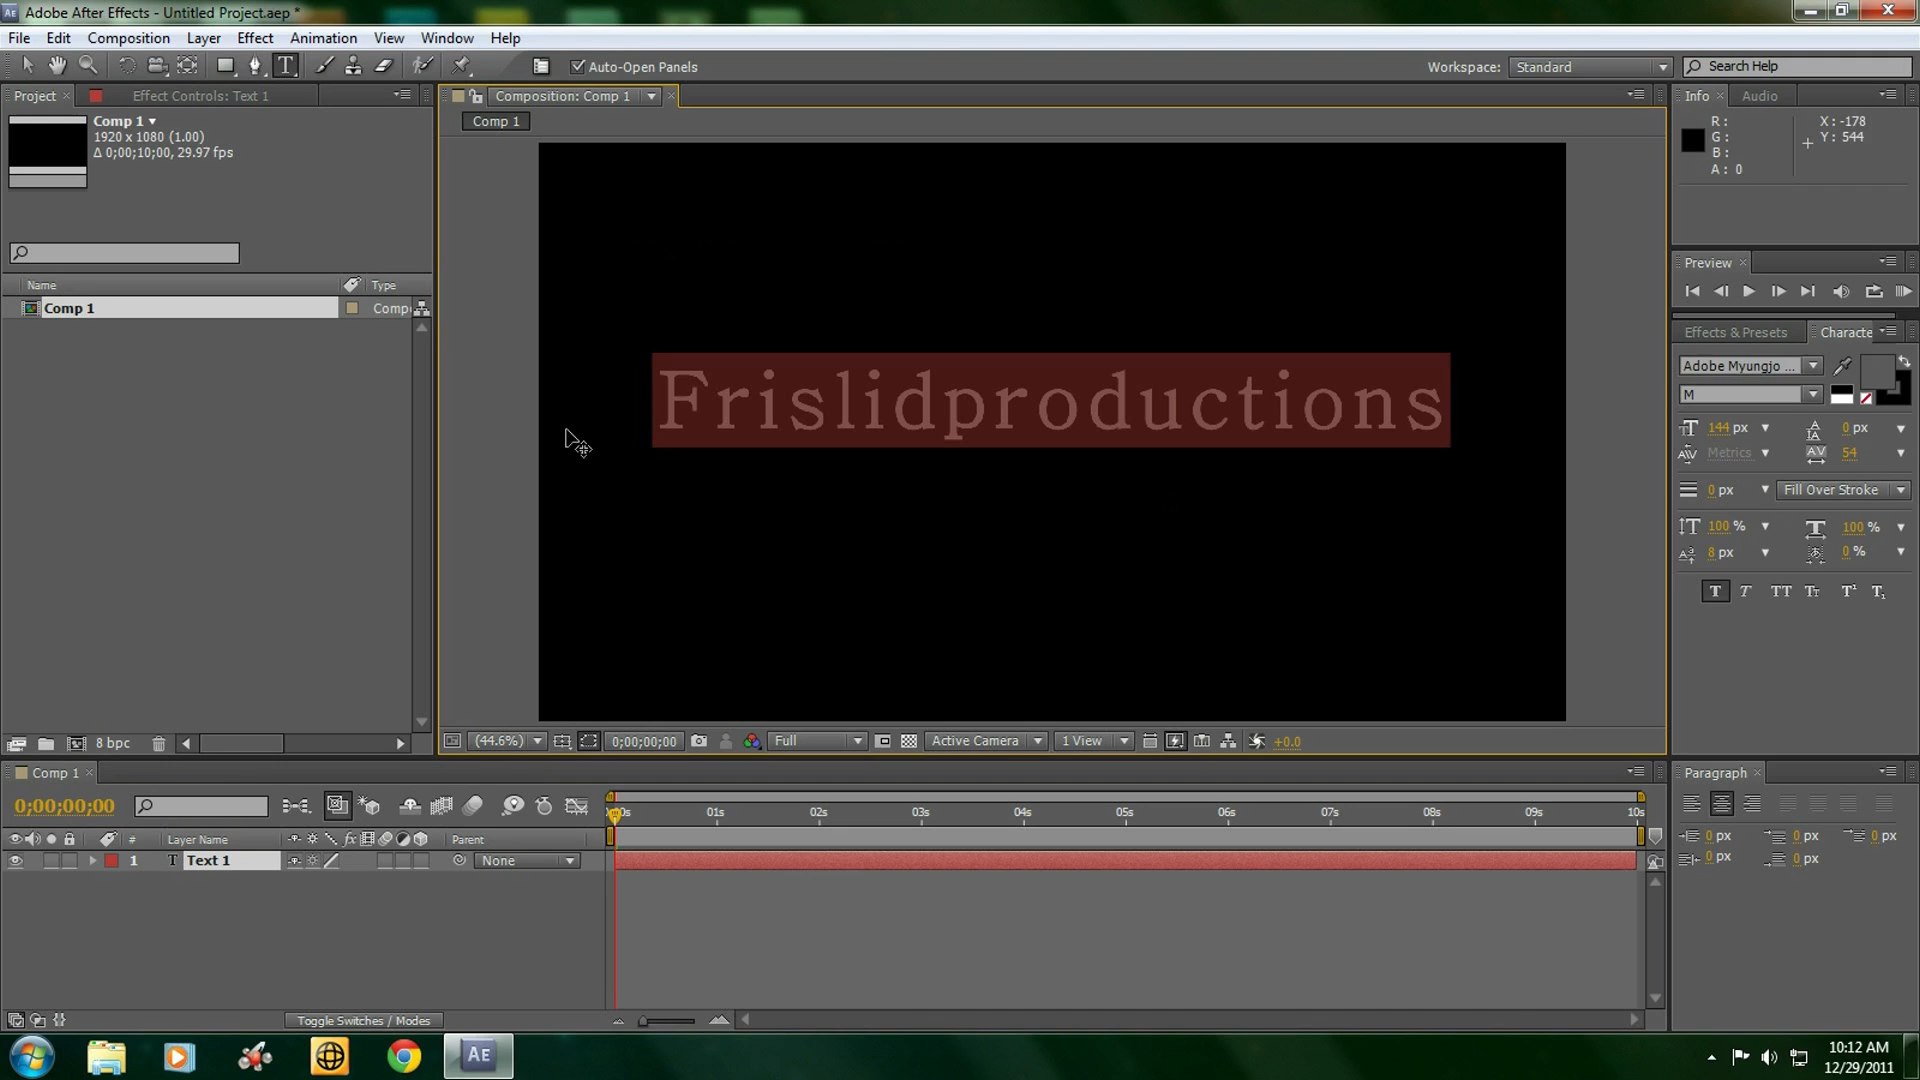 Adobe After Effects - Untitled Project.aep *
File Edit Composition Layer Effect Animation View Window Help
Auto-Open Panels
Workspace: Standard
Search Help
Project
Effect Controls: Text 1
Comp 1
1920 x 1080 (1.00)
Δ 0;00;10;00, 29.97 fps
Name Type
Comp 1 Comp
8 bpc
Composition: Comp 1
Comp 1
Frislidproductions
(44.6%) 0;00;00;00 Full Active Camera 1 View +0.0
Info Audio
R: X: -178
G: Y: 544
B:
A: 0
Preview
Effects & Presets Characte
Adobe Myungjo ...
M
144 px 0 px
Metrics 54
0 px Fill Over Stroke
100 % 100 %
8 px 0 %
T T TT TT T¹ T₁
Comp 1
0;00;00;00
01s 02s 03s 04s 05s 06s 07s 08s 09s 10s
# Layer Name Parent
1 T Text 1 None
Toggle Switches / Modes
Paragraph
0 px 0 px 0 px
0 px 0 px
AE
10:12 AM
12/29/2011